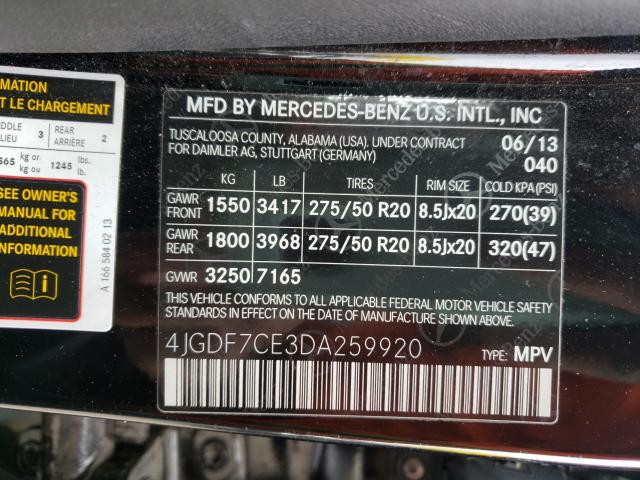 MATION
T LE CHARGEMENT
IDDLE 3 REAR 2
LIEU ARRIÈRE
565 kg or 1245 lbs.
kg ou lb.
SEE OWNER'S
MANUAL FOR
ADDITIONAL
INFORMATION
A 166 584 02 13
MFD BY MERCEDES-BENZ U.S. INTL., INC
TUSCALOOSA COUNTY, ALABAMA (USA). UNDER CONTRACT 06/13
FOR DAIMLER AG, STUTTGART (GERMANY) 040
KG LB TIRES RIM SIZE COLD KPA(PSI)
GAWR FRONT 1550 3417 275/50 R20 8.5Jx20 270(39)
GAWR REAR 1800 3968 275/50 R20 8.5Jx20 320(47)
GVWR 3250 7165
THIS VEHICLE CONFORMS TO ALL APPLICABLE FEDERAL MOTOR VEHICLE SAFETY
STANDARDS IN EFFECT ON THE DATE OF MANUFACTURE SHOWN ABOVE.
4JGDF7CE3DA259920 TYPE: MPV